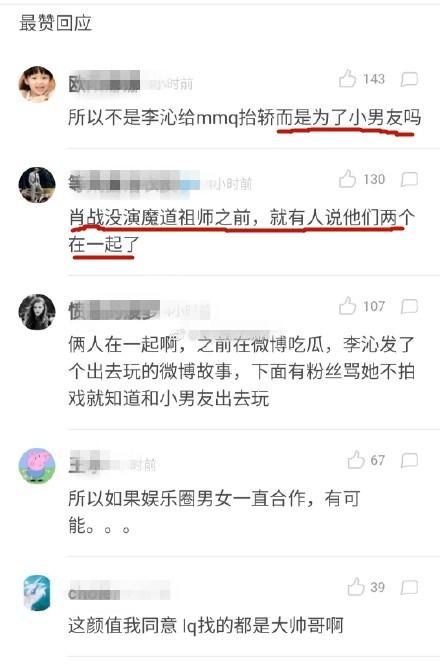 最赞回应
欧
小时前
143
所以不是李沁给mmq抬轿而是为了小男友吗
小时前
130
肖战没演魔道祖师之前，就有人说他们两个
在一起了
4小时前
107
俩人在一起啊，之前在微博吃瓜，李沁发了
个出去玩的微博故事，下面有粉丝骂她不拍
戏就知道和小男友出去玩
王
时前
67
所以如果娱乐圈男女一直合作，有可
能。。。
39
这颜值我同意 lq找的都是大帅哥啊